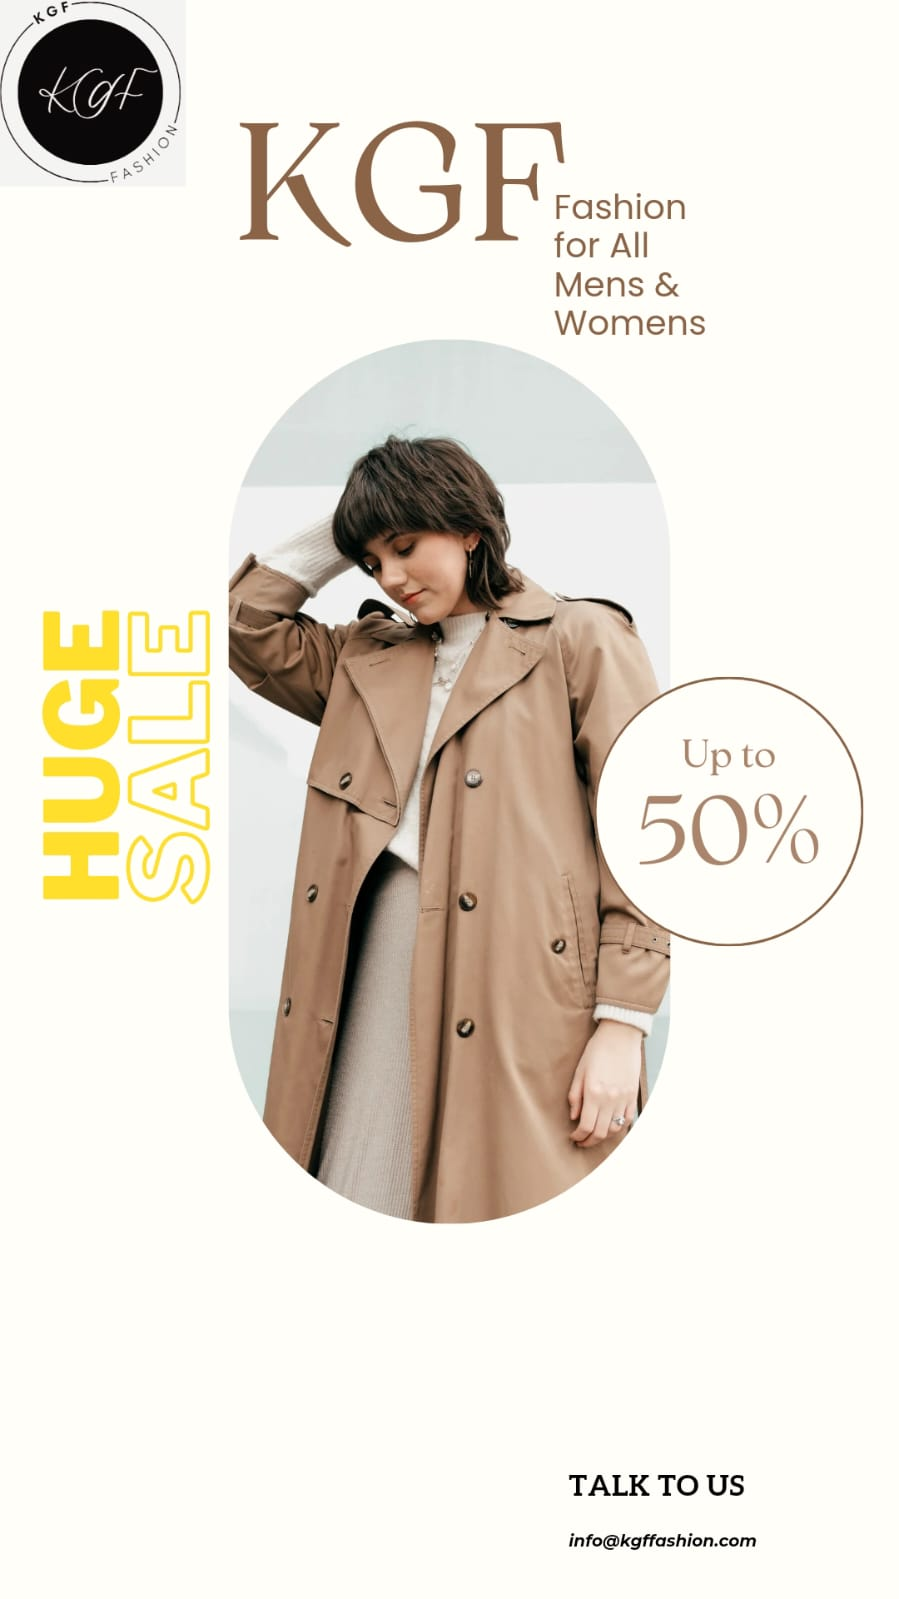 KGF
KGF
FASHION
KGF
Fashion
for All
Mens &
Womens
HUGE
SALE
Up to
50%
TALK TO US
info@kgffashion.com